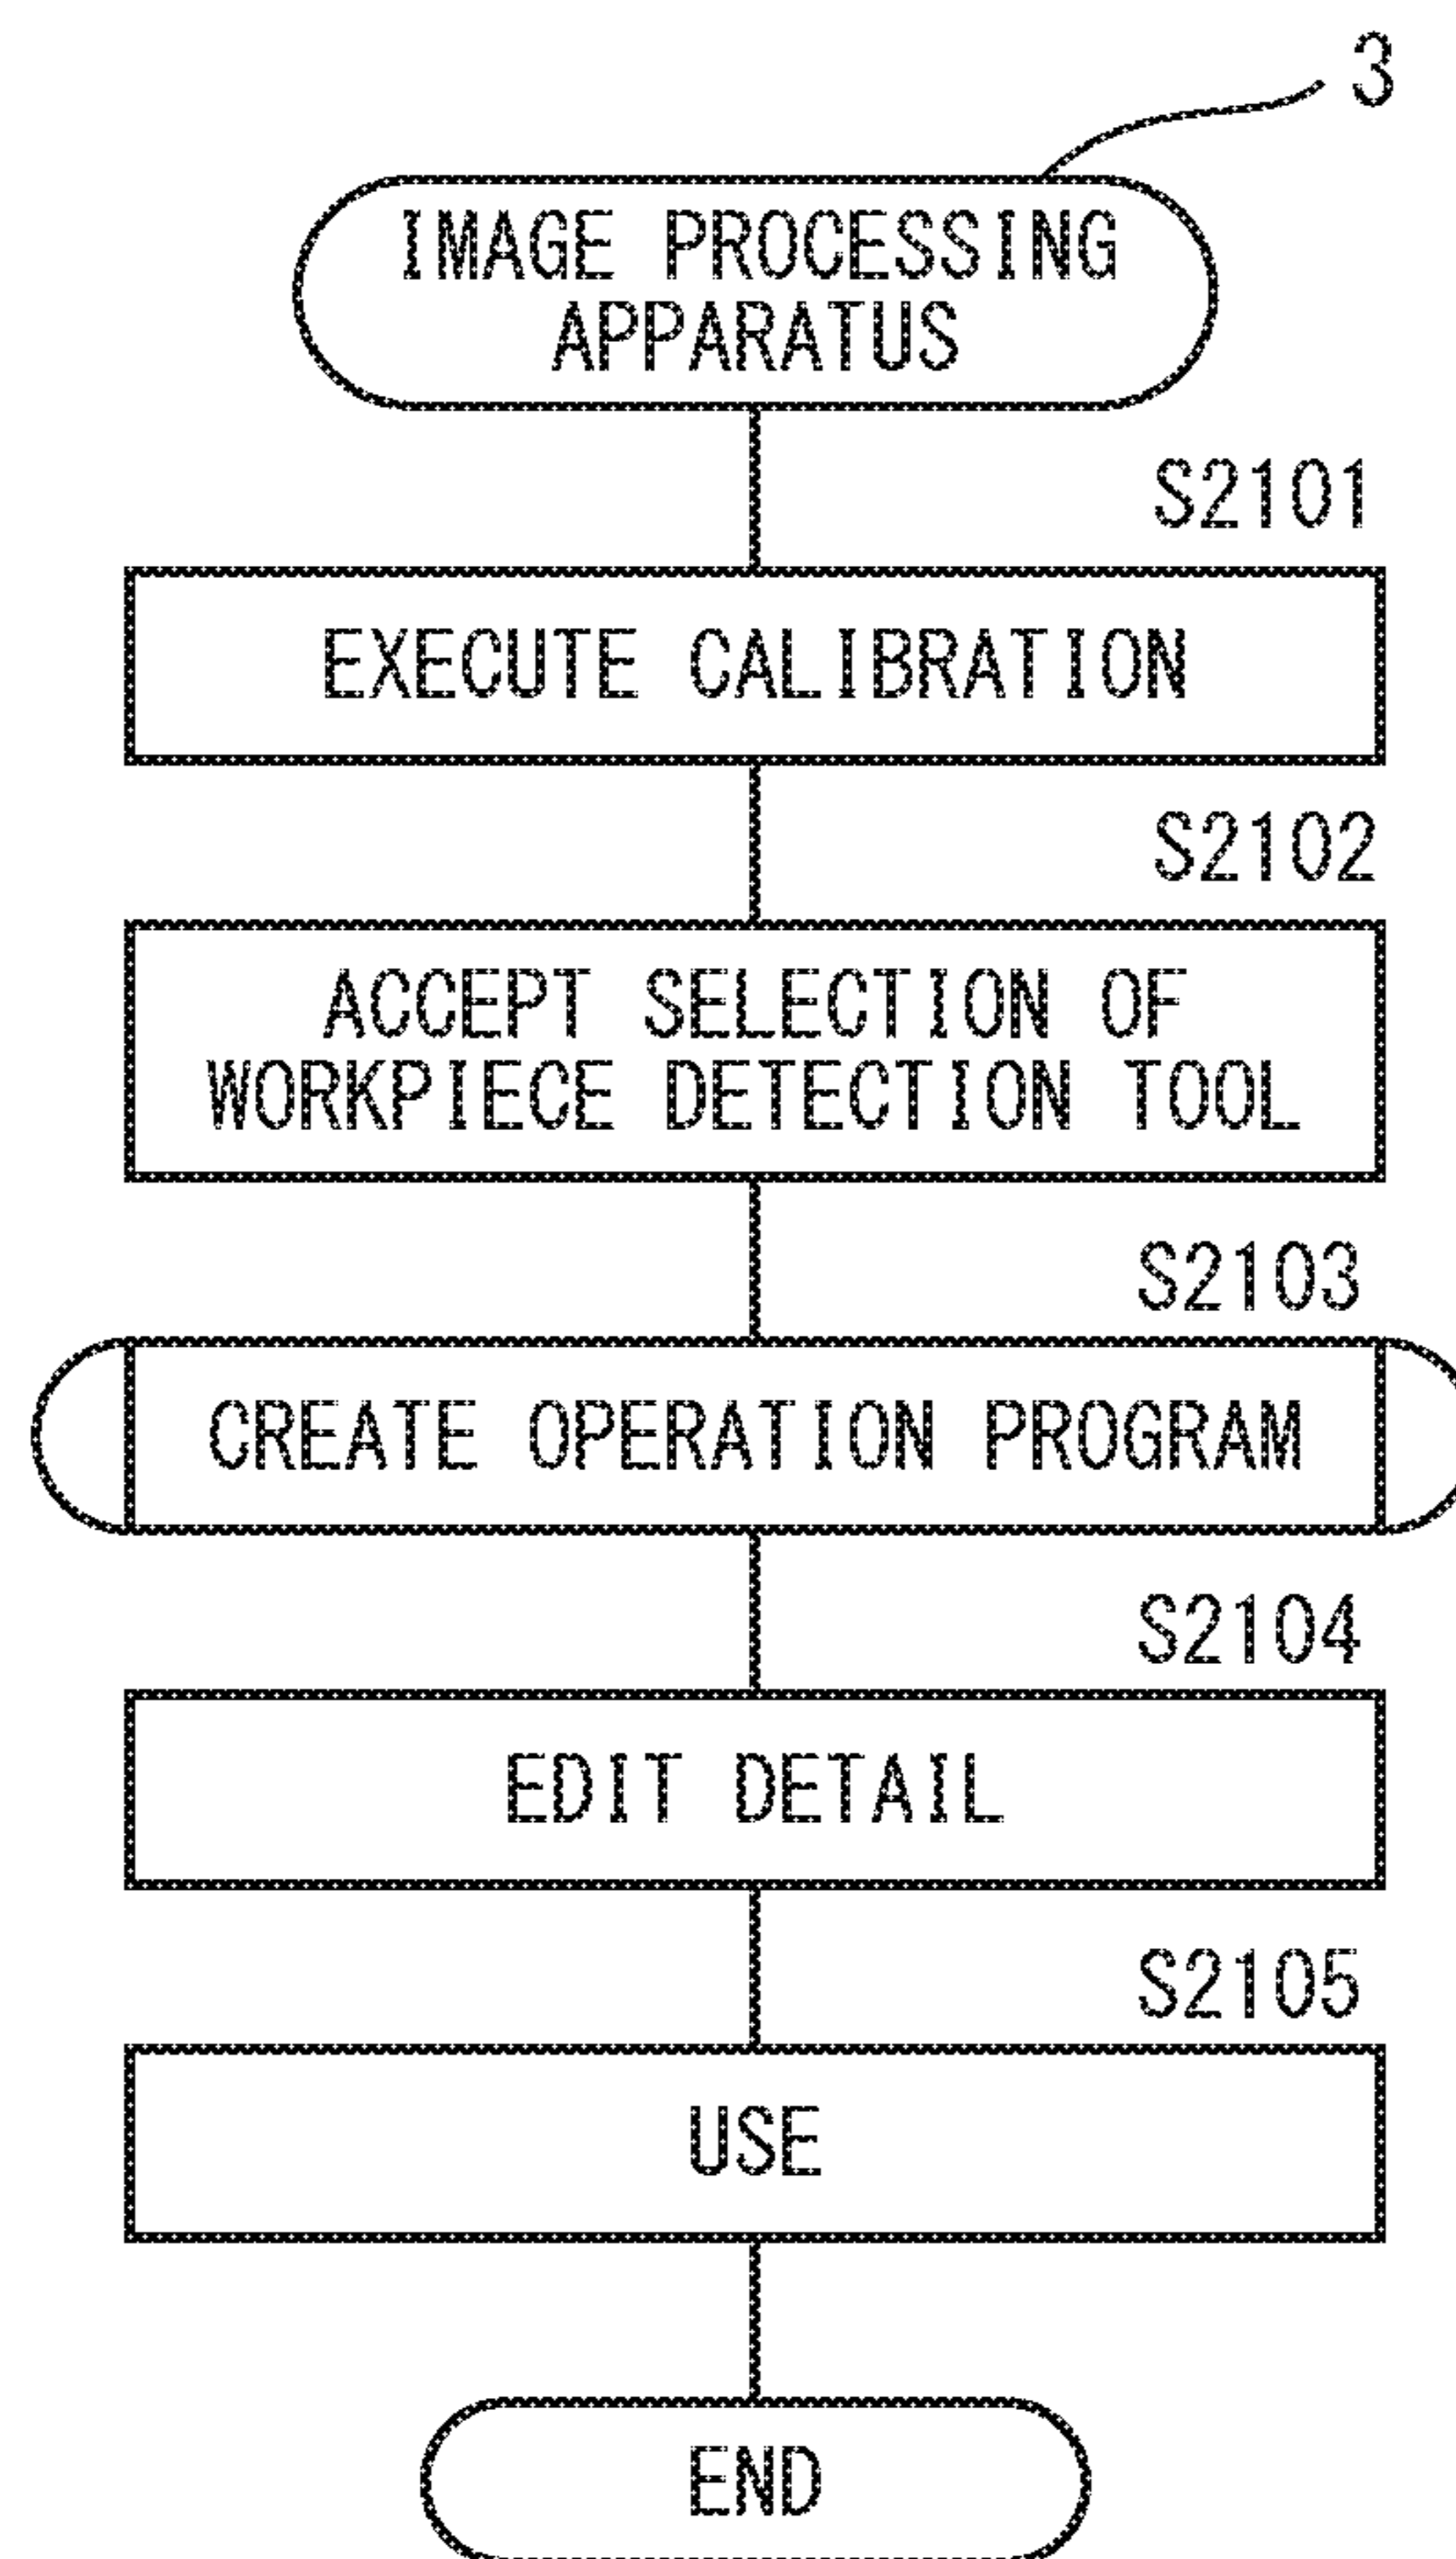 3
IMAGE PROCESSING
APPARATUS
S2101
EXECUTE CALIBRATION
S2102
ACCEPT SELECTION OF
WORKPIECE DETECTION TOOL
S2103
CREATE OPERATION PROGRAM
S2104
EDIT DETAIL
S2105
USE
END